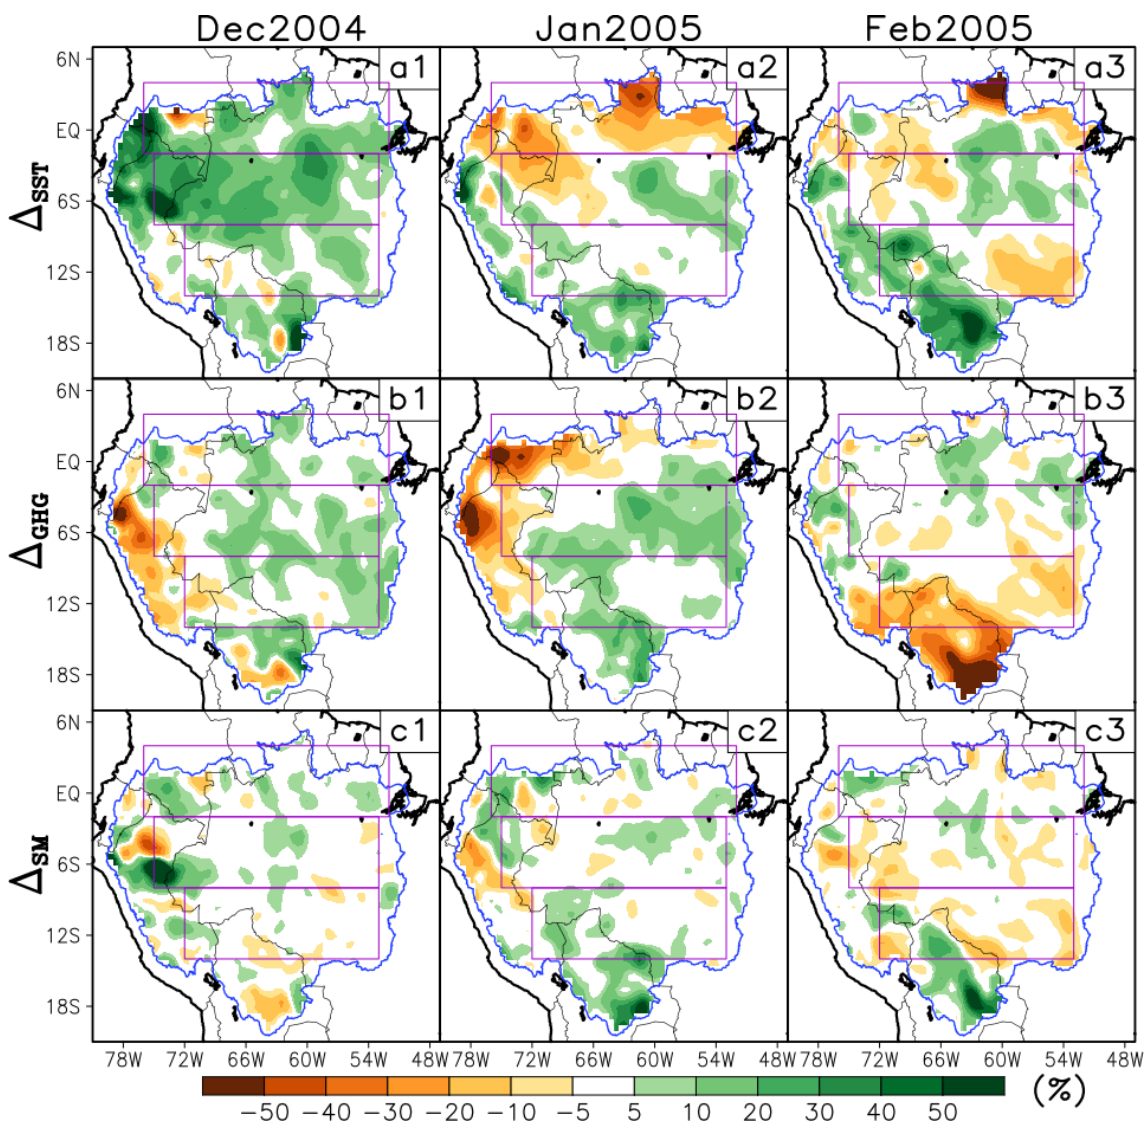 Dec2004 Jan2005 Feb2005
6N a1 a2 a3
EQ
ΔSST
6S
12S
18S
6N b1 b2 b3
EQ
ΔGHG
6S
12S
18S
6N c1 c2 c3
EQ
ΔSM
6S
12S
18S
78W 72W 66W 60W 54W 48W 78W 72W 66W 60W 54W 48W 78W 72W 66W 60W 54W 48W
−50 −40 −30 −20 −10 −5 5 10 20 30 40 50 (%)